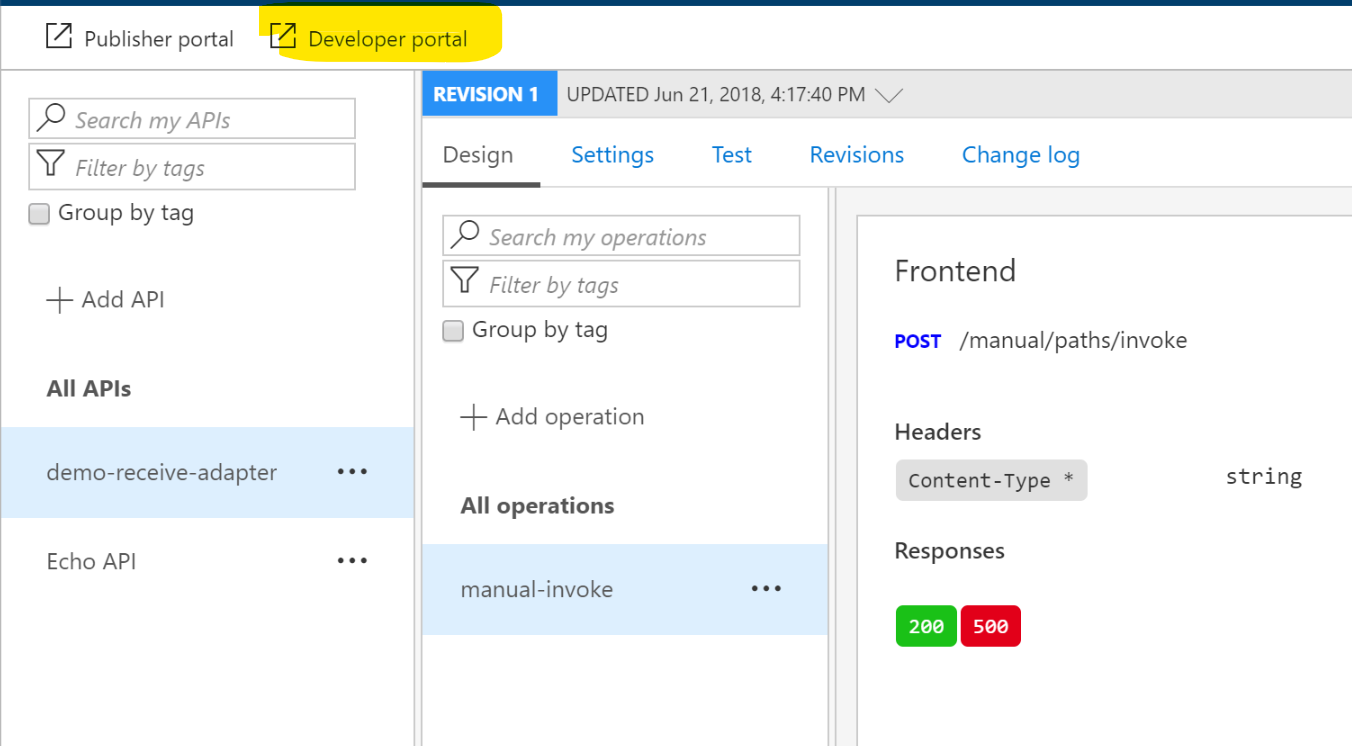 Publisher portal
Developer portal
Search my APIs
Filter by tags
Group by tag
Add API
All APIs
demo-receive-adapter
Echo API
REVISION 1 UPDATED Jun 21, 2018, 4:17:40 PM
Design Settings Test Revisions Change log
Search my operations
Filter by tags
Group by tag
Add operation
All operations
manual-invoke
Frontend
POST /manual/paths/invoke
Headers
Content-Type * string
Responses
200 500